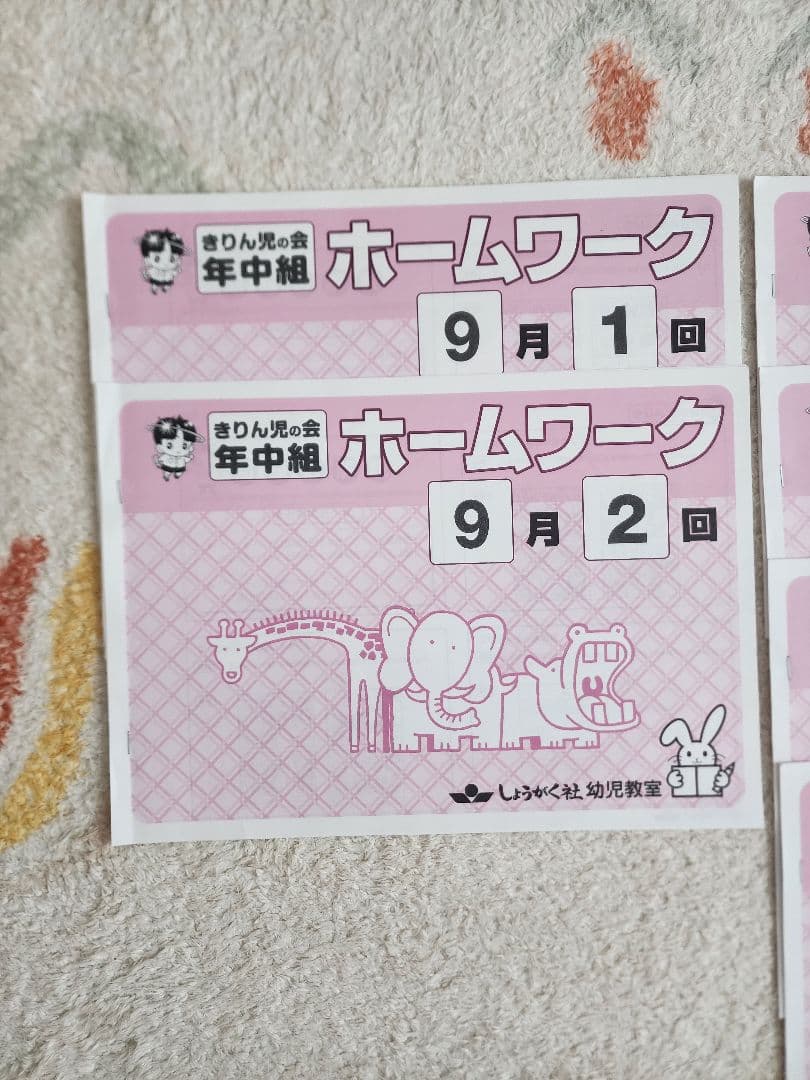 きりん児の会
年中組
ホームワーク
9月1回
きりん児の会
年中組
ホームワーク
9月2回
しょうがく社 幼児教室